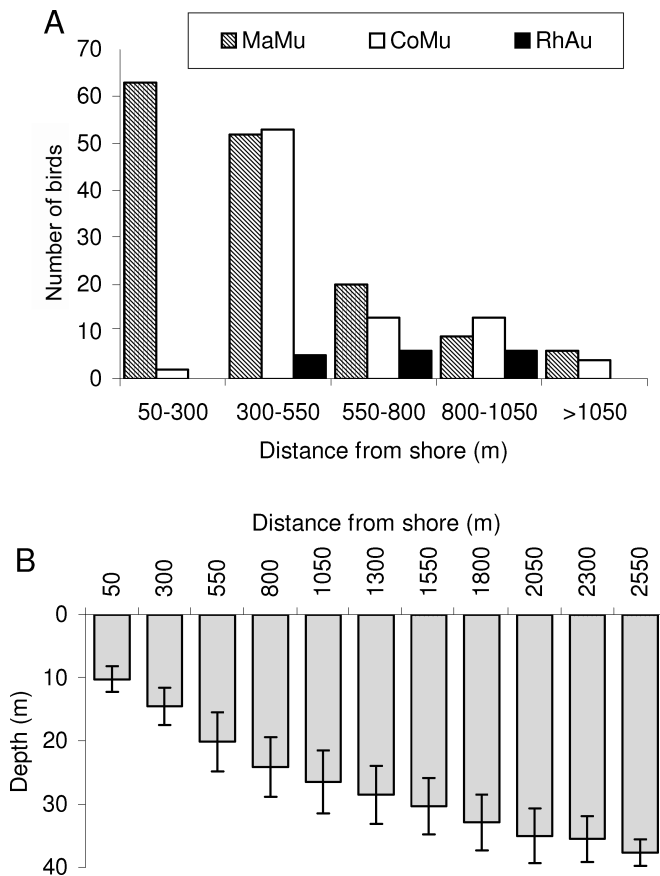 A
MaMu CoMu RhAu
Number of birds
70
60
50
40
30
20
10
0
50-300 300-550 550-800 800-1050 >1050
Distance from shore (m)
Distance from shore (m)
B
50 300 550 800 1050 1300 1550 1800 2050 2300 2550
Depth (m)
0
10
20
30
40